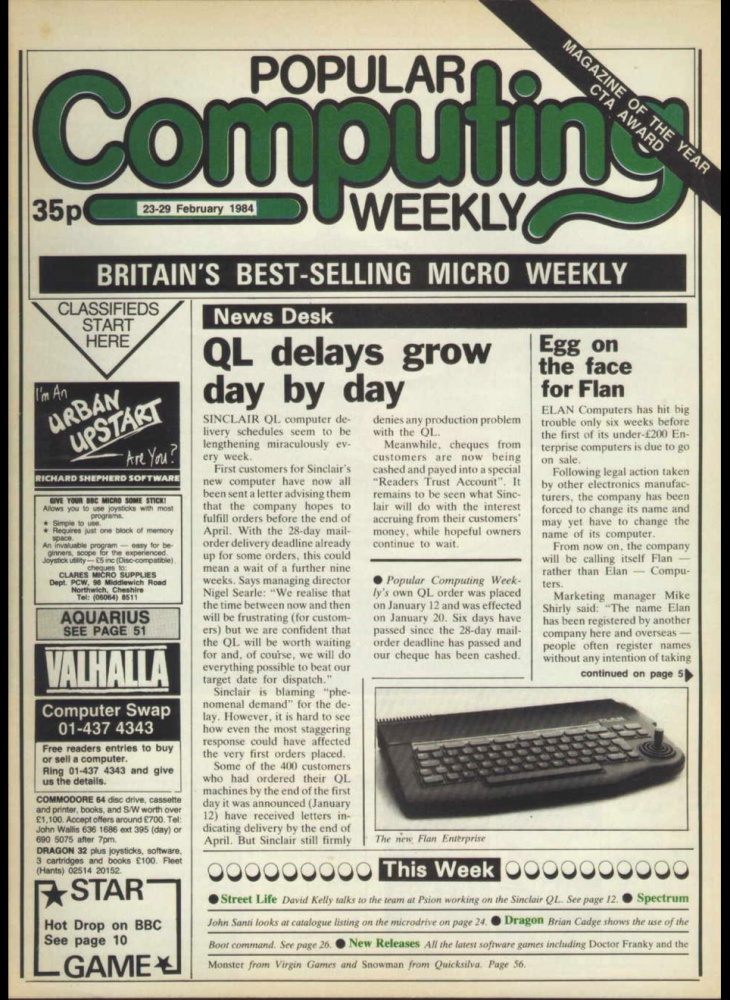 MAGAZINE OF THE YEAR
CTA AWARD
POPULAR
Computing
WEEKLY
35p
23-29 February 1984
BRITAIN'S BEST-SELLING MICRO WEEKLY
CLASSIFIEDS
START
HERE
I'm An
URBAN
UPSTART
Are You?
RICHARD SHEPHERD SOFTWARE
GIVE YOUR BBC MICRO SOME STICK!
Allows you to use joysticks with most
programs.
* Simple to use.
* Requires just one block of memory
space.
An invaluable program — easy for be-
ginners, scope for the experienced.
Joystick utility — £5 inc (Disc-compatible)
cheques to:
CLARES MICRO SUPPLIES
Dept. PCW, 98 Middlewich Road
Northwich, Cheshire
Tel: (06064) 8511
AQUARIUS
SEE PAGE 51
VALHALLA
Computer Swap
01-437 4343
Free readers entries to buy
or sell a computer.
Ring 01-437 4343 and give
us the details.
COMMODORE 64 disc drive, cassette
and printer, books, and S/W worth over
£1,100. Accept offers around £700. Tel:
John Wallis 636 1686 ext 395 (day) or
690 5075 after 7pm.
DRAGON 32 plus joysticks, software,
3 cartridges and books £100. Fleet
(Hants) 02514 20152.
STAR
Hot Drop on BBC
See page 10
GAME
News Desk
QL delays grow
day by day
SINCLAIR QL computer de-
livery schedules seem to be
lengthening miraculously ev-
ery week.
First customers for Sinclair's
new computer have now all
been sent a letter advising them
that the company hopes to
fulfill orders before the end of
April. With the 28-day mail-
order delivery deadline already
up for some orders, this could
mean a wait of a further nine
weeks. Says managing director
Nigel Searle: "We realise that
the time between now and then
will be frustrating (for custom-
ers) but we are confident that
the QL will be worth waiting
for and, of course, we will do
everything possible to beat our
target date for dispatch."
Sinclair is blaming "phe-
nomenal demand" for the de-
lay. However, it is hard to see
how even the most staggering
response could have affected
the very first orders placed.
Some of the 400 customers
who had ordered their QL
machines by the end of the first
day it was announced (January
12) have received letters in-
dicating delivery by the end of
April. But Sinclair still firmly
denies any production problem
with the QL.
Meanwhile, cheques from
customers are now being
cashed and payed into a special
"Readers Trust Account". It
remains to be seen what Sinc-
lair will do with the interest
accruing from their customers'
money, while hopeful owners
continue to wait.
● Popular Computing Week-
ly's own QL order was placed
on January 12 and was effected
on January 20. Six days have
passed since the 28-day mail-
order deadline has passed and
our cheque has been cashed.
Egg on
the face
for Flan
ELAN Computers has hit big
trouble only six weeks before
the first of its under-£200 En-
terprise computers is due to go
on sale.
Following legal action taken
by other electronics manufac-
turers, the company has been
forced to change its name and
may yet have to change the
name of its computer.
From now on, the company
will be calling itself Flan —
rather than Elan — Compu-
ters.
Marketing manager Mike
Shirly said: "The name Elan
has been registered by another
company here and overseas —
people often register names
without any intention of taking
continued on page 5
The new Flan Enterprise
This Week
● Street Life David Kelly talks to the team at Psion working on the Sinclair QL. See page 12. ● Spectrum
John Santi looks at catalogue listing on the microdrive on page 24. ● Dragon Brian Cadge shows the use of the
Boot command. See page 26. ● New Releases All the latest software games including Doctor Franky and the
Monster from Virgin Games and Snowman from Quicksilva. Page 56.